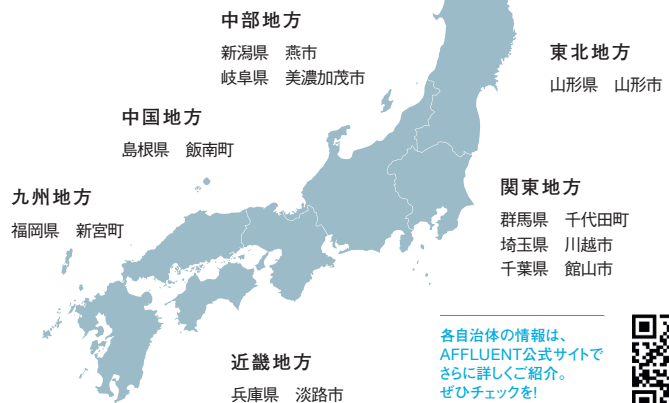 中部地方
新潟県　燕市
岐阜県　美濃加茂市
東北地方
山形県　山形市
中国地方
島根県　飯南町
九州地方
福岡県　新宮町
関東地方
群馬県　千代田町
埼玉県　川越市
千葉県　館山市
近畿地方
兵庫県　淡路市
各自治体の情報は、
AFFLUENT公式サイトで
さらに詳しくご紹介。
ぜひチェックを!